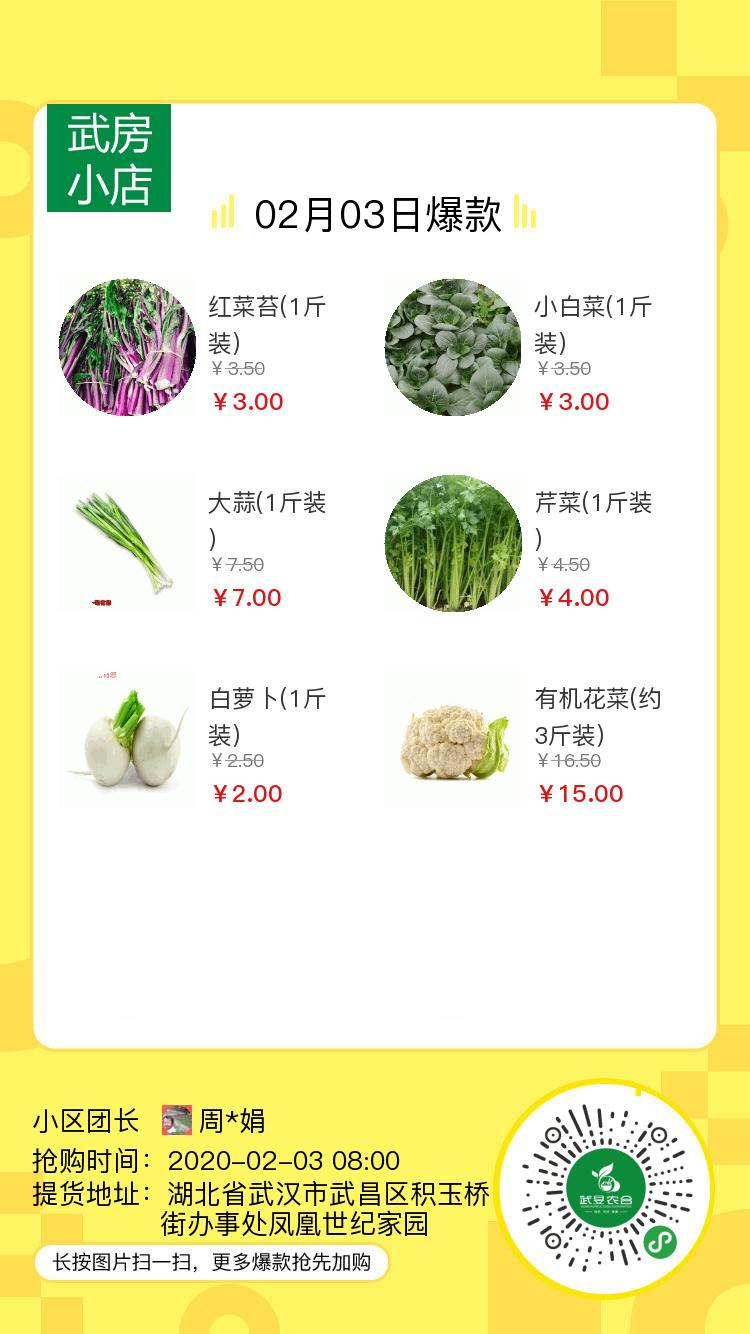 武房
小店
02月03日爆款
红菜苔(1斤
装)
￥3.50
￥3.00
小白菜(1斤
装)
￥3.50
￥3.00
大蒜(1斤装
)
￥7.50
￥7.00
芹菜(1斤装
)
￥4.50
￥4.00
白萝卜(1斤
装)
￥2.50
￥2.00
有机花菜(约
3斤装)
￥16.50
￥15.00
小区团长 周*娟
抢购时间：2020-02-03 08:00
提货地址：湖北省武汉市武昌区积玉桥
街办事处凤凰世纪家园
长按图片扫一扫，更多爆款抢先加购